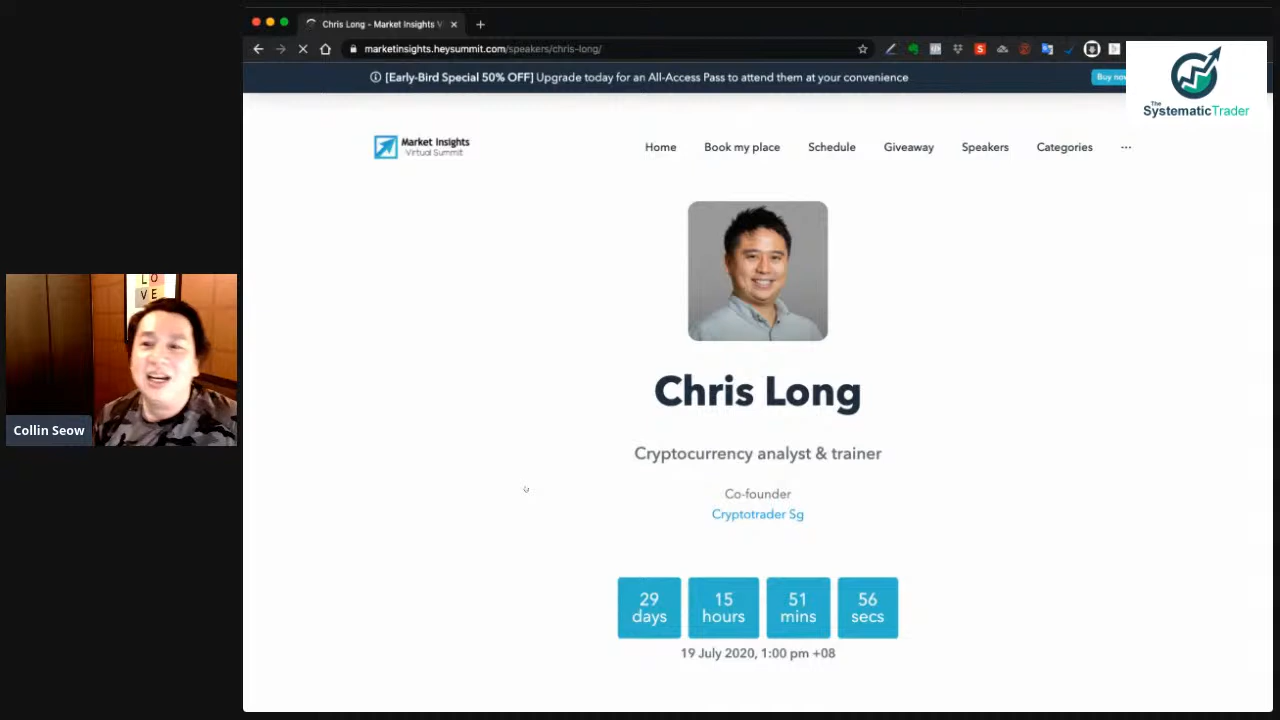 Chris Long - Market Insights V
marketinsights.heysummit.com/speakers/chris-long/
[Early-Bird Special 50% OFF] Upgrade today for an All-Access Pass to attend them at your convenience
Buy now
The
SystematicTrader
Market Insights
Virtual Summit
Home
Book my place
Schedule
Giveaway
Speakers
Categories
LO
VE
Collin Seow
Chris Long
Cryptocurrency analyst & trainer
Co-founder
Cryptotrader Sg
29 days
15 hours
51 mins
56 secs
19 July 2020, 1:00 pm +08